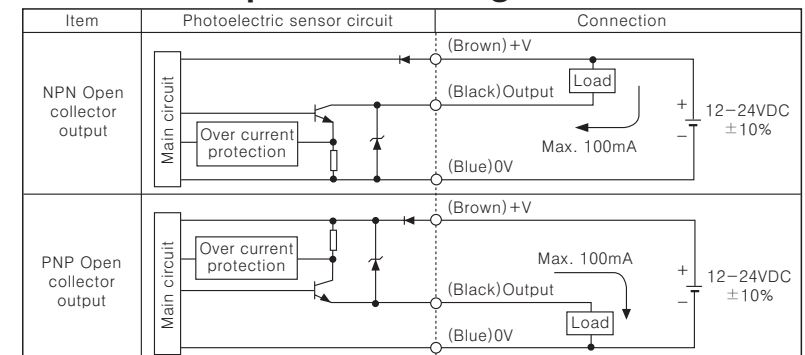 Item
Photoelectric sensor circuit
Connection
NPN Open
collector
output
Main circuit
Over current
protection
(Brown)+V
(Black)Output
(Blue)0V
Load
Max. 100mA
+
−
12−24VDC
±10%
PNP Open
collector
output
Main circuit
Over current
protection
(Brown)+V
(Black)Output
(Blue)0V
Max. 100mA
Load
+
−
12−24VDC
±10%